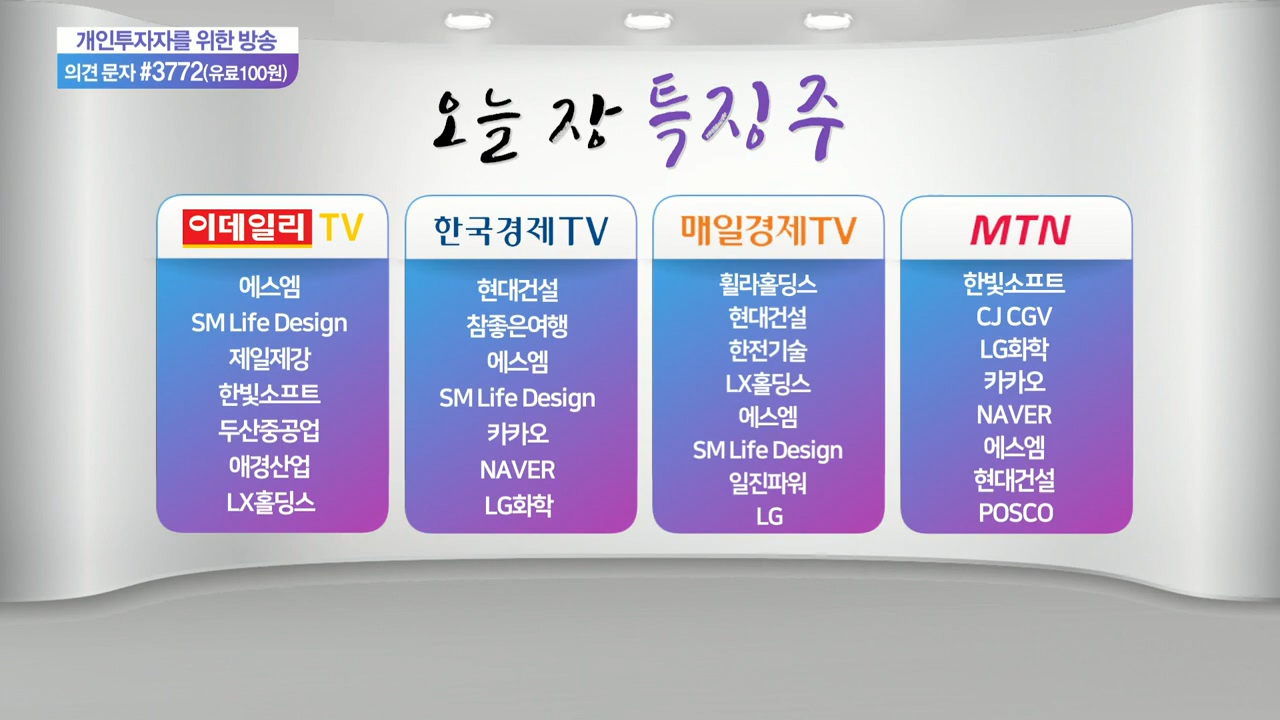 개인투자자를 위한 방송
의견 문자 #3772(유료100원)
오늘 장 특징주
이데일리 TV
에스엠
SM Life Design
제일제강
한빛소프트
두산중공업
애경산업
LX홀딩스
한국경제TV
현대건설
참좋은여행
에스엠
SM Life Design
카카오
NAVER
LG화학
매일경제TV
휠라홀딩스
현대건설
한전기술
LX홀딩스
에스엠
SM Life Design
일진파워
LG
MTN
한빛소프트
CJ CGV
LG화학
카카오
NAVER
에스엠
현대건설
POSCO